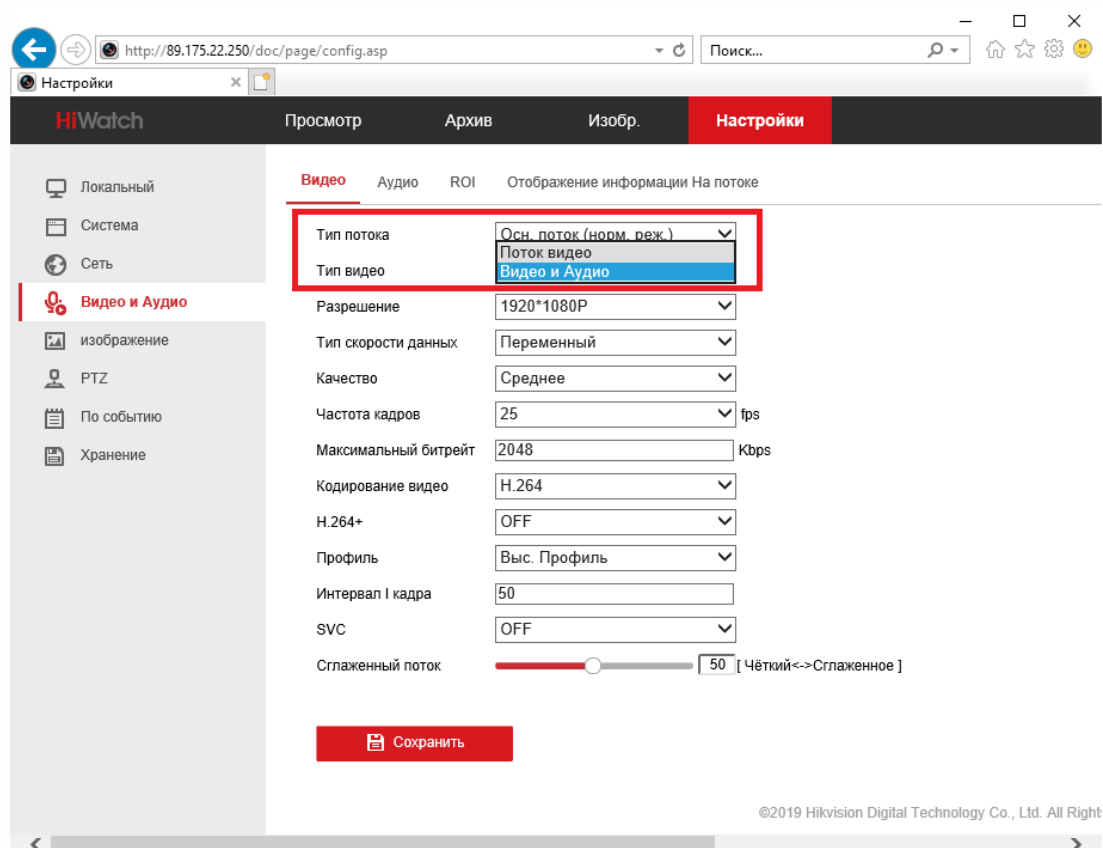 http://89.175.22.250/doc/page/config.asp
Поиск...
Настройки
HiWatch
Просмотр Архив Изобр. Настройки
Локальный
Система
Сеть
Видео и Аудио
изображение
PTZ
По событию
Хранение
Видео Аудио ROI Отображение информации На потоке
Тип потока Осн. поток (норм. реж.)
Поток видео
Тип видео Видео и Аудио
Разрешение 1920*1080P
Тип скорости данных Переменный
Качество Среднее
Частота кадров 25 fps
Максимальный битрейт 2048 Kbps
Кодирование видео H.264
H.264+ OFF
Профиль Выс. Профиль
Интервал I кадра 50
SVC OFF
Сглаженный поток 50 [ Чёткий<->Сглаженное ]
Сохранить
©2019 Hikvision Digital Technology Co., Ltd. All Right